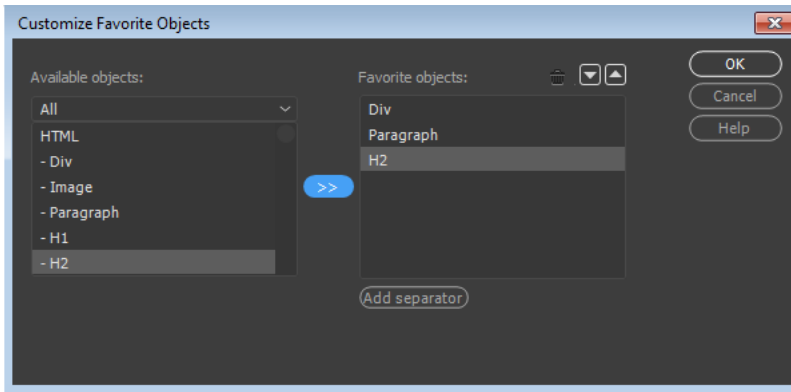 Customize Favorite Objects
Available objects:
All
HTML
- Div
- Image
- Paragraph
- H1
- H2
>>
Favorite objects:
Div
Paragraph
H2
Add separator
OK
Cancel
Help